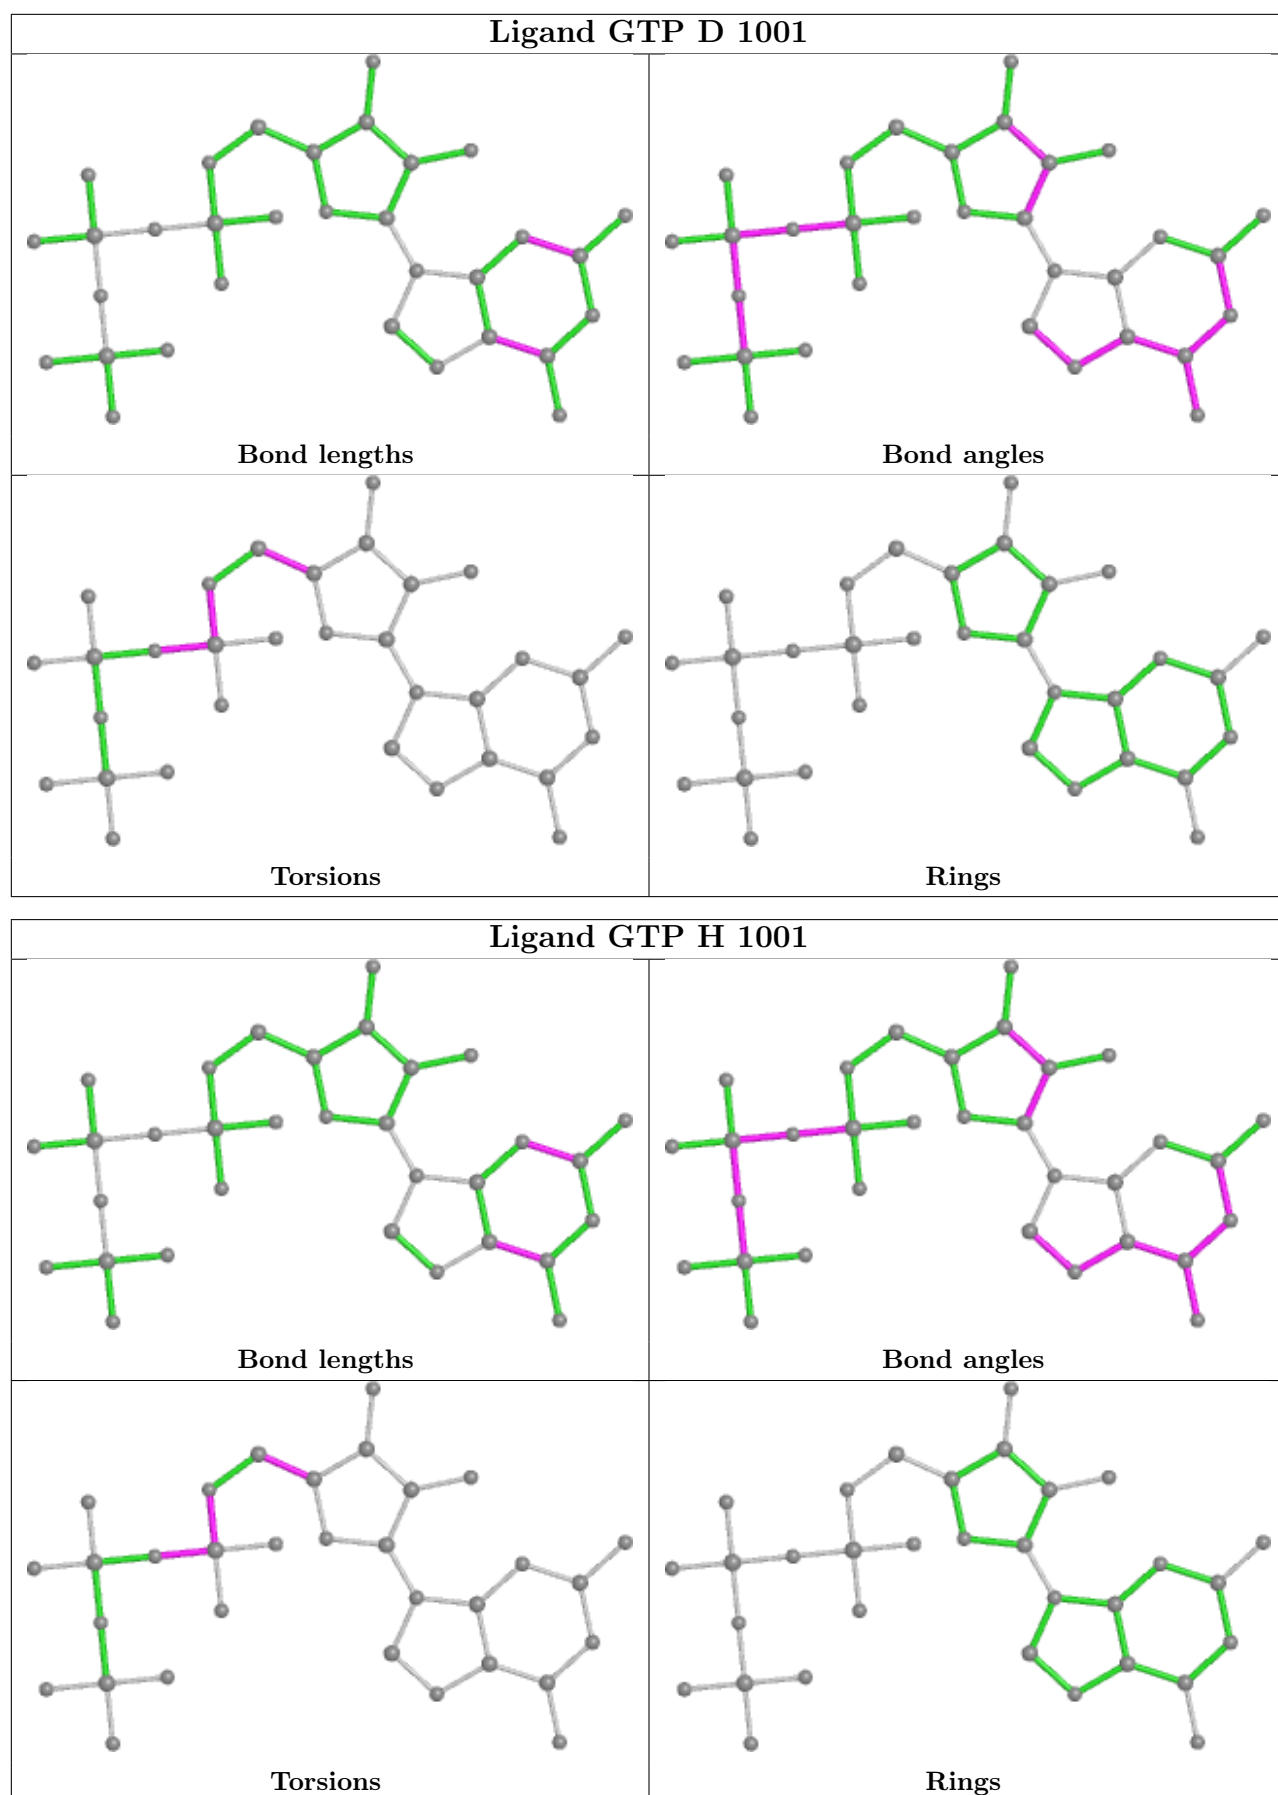 Ligand GTP D 1001
Bond lengths
Bond angles
Torsions
Rings
Ligand GTP H 1001
Bond lengths
Bond angles
Torsions
Rings